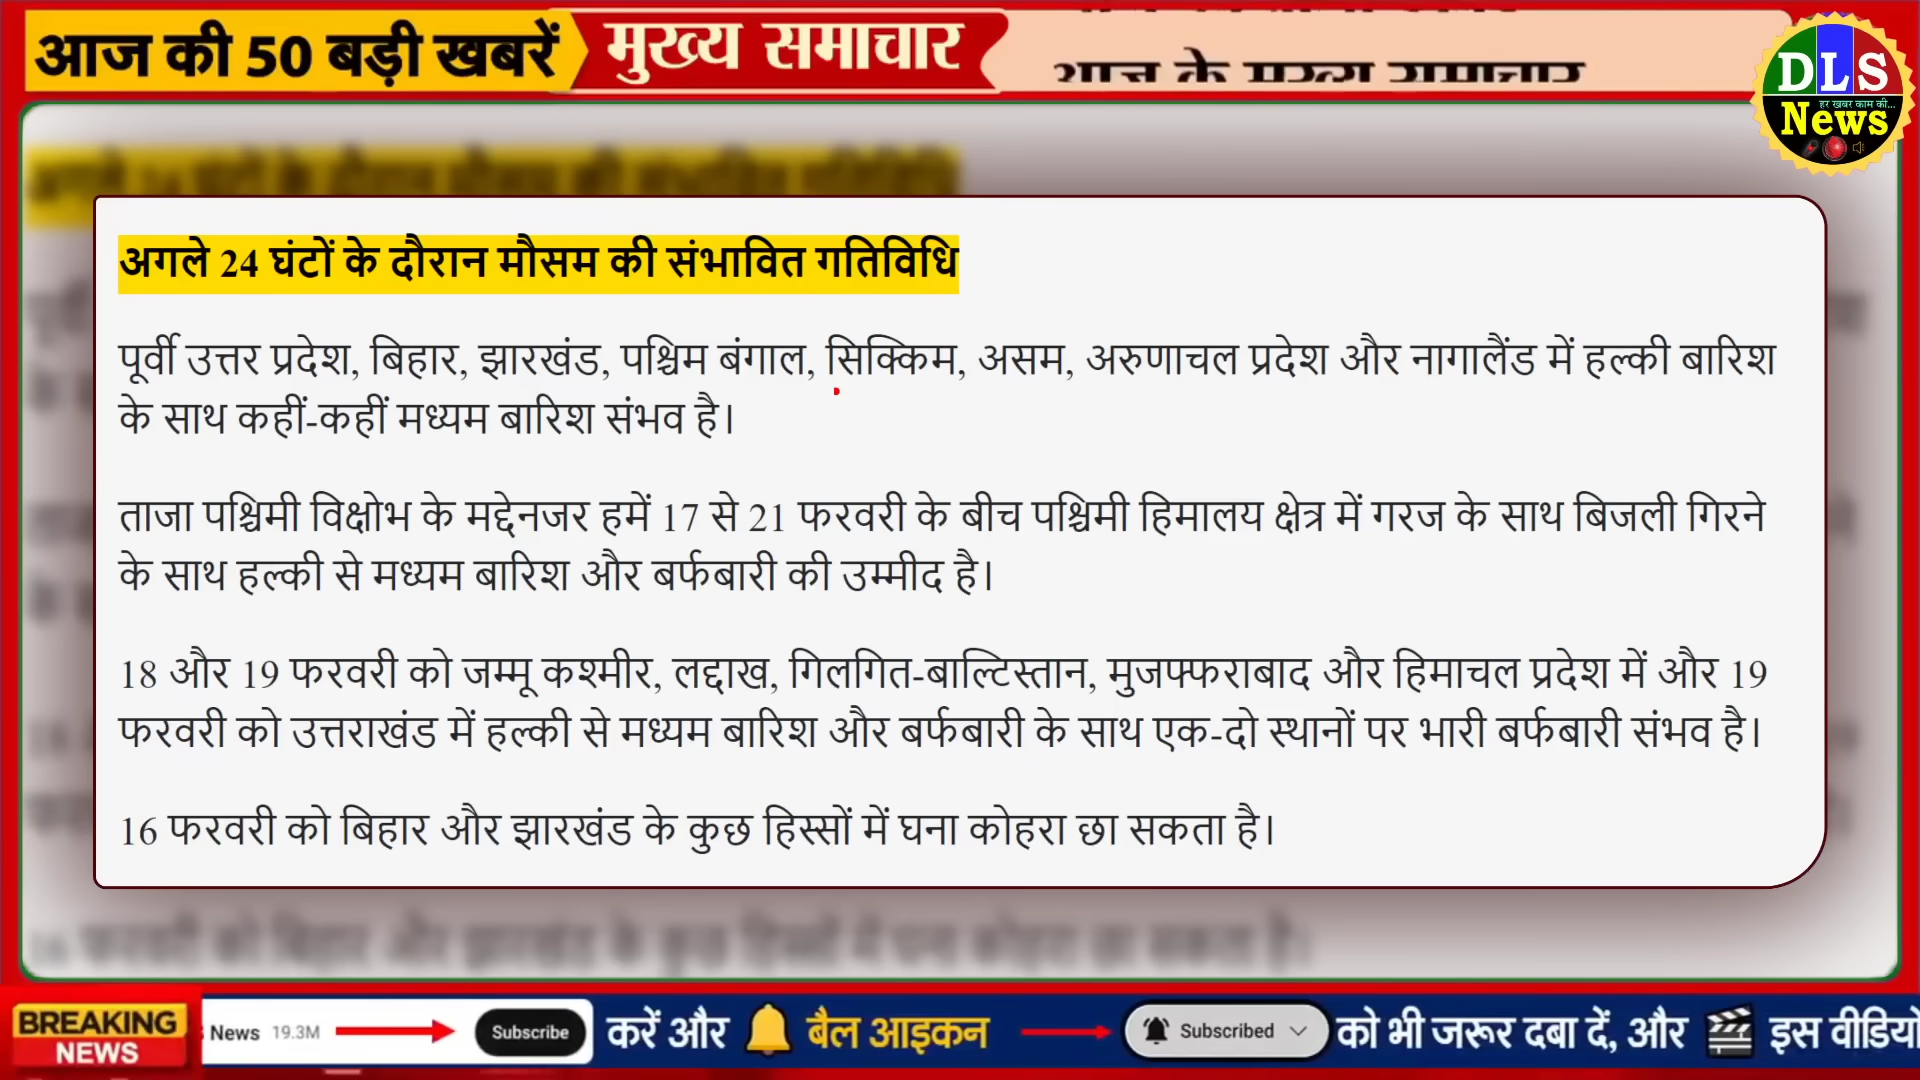 आज की 50 बड़ी खबरें
मुख्य समाचार
आज के मुख्य समाचार
DLS
हर खबर काम की...
News
अगले 24 घंटों के दौरान मौसम की संभावित गतिविधि
पूर्वी उत्तर प्रदेश, बिहार, झारखंड, पश्चिम बंगाल, सिक्किम, असम, अरुणाचल प्रदेश और नागालैंड में हल्की बारिश
के साथ कहीं-कहीं मध्यम बारिश संभव है।
ताजा पश्चिमी विक्षोभ के मद्देनजर हमें 17 से 21 फरवरी के बीच पश्चिमी हिमालय क्षेत्र में गरज के साथ बिजली गिरने
के साथ हल्की से मध्यम बारिश और बर्फबारी की उम्मीद है।
18 और 19 फरवरी को जम्मू कश्मीर, लद्दाख, गिलगित-बाल्टिस्तान, मुजफ्फराबाद और हिमाचल प्रदेश में और 19
फरवरी को उत्तराखंड में हल्की से मध्यम बारिश और बर्फबारी के साथ एक-दो स्थानों पर भारी बर्फबारी संभव है।
16 फरवरी को बिहार और झारखंड के कुछ हिस्सों में घना कोहरा छा सकता है।
BREAKING
NEWS
News 19.3M Subscribe करें और बैल आइकन Subscribed को भी जरूर दबा दें, और इस वीडियो